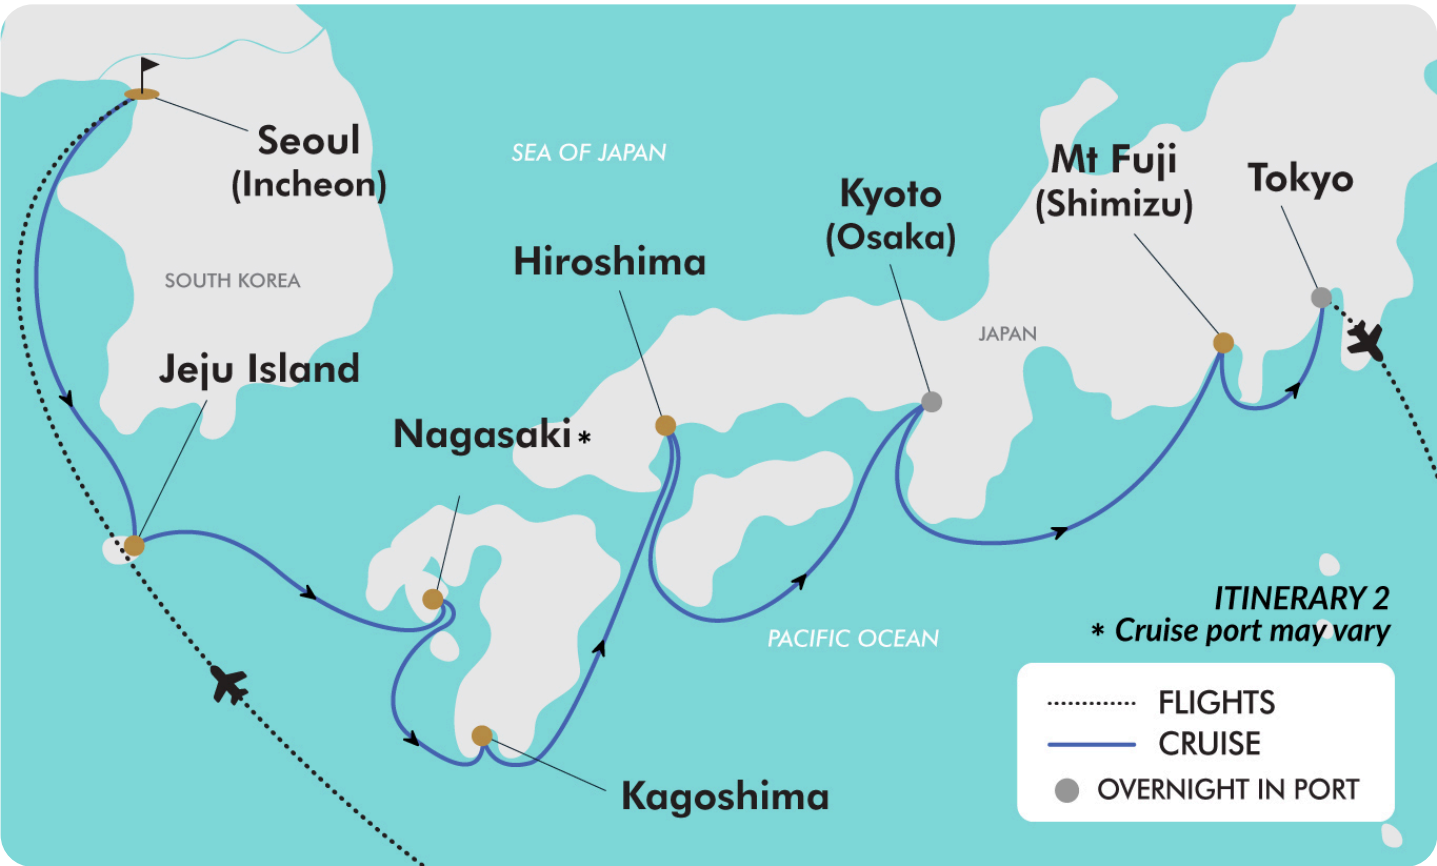 Seoul
(Incheon)
SEA OF JAPAN
Mt Fuji
(Shimizu)
Tokyo
Kyoto
(Osaka)
Hiroshima
SOUTH KOREA
JAPAN
Jeju Island
Nagasaki*
ITINERARY 2
* Cruise port may vary
PACIFIC OCEAN
Kagoshima
FLIGHTS
CRUISE
OVERNIGHT IN PORT